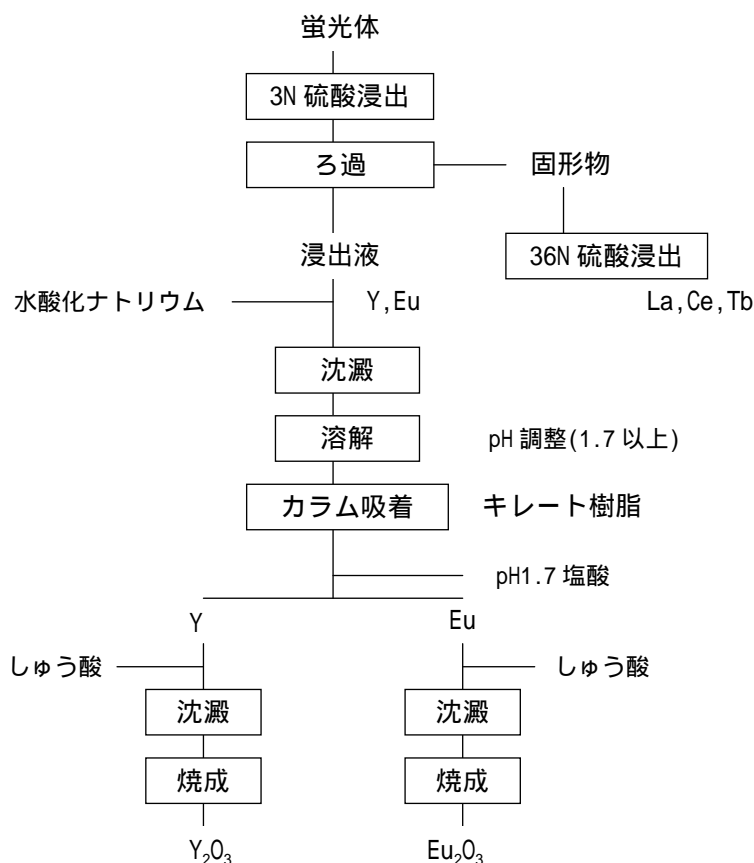 蛍光体
3N 硫酸浸出
ろ過
固形物
浸出液
36N 硫酸浸出
水酸化ナトリウム
Y,Eu
La,Ce,Tb
沈澱
溶解
pH 調整(1.7 以上)
カラム吸着
キレート樹脂
pH1.7 塩酸
Y
Eu
しゅう酸
しゅう酸
沈澱
沈澱
焼成
焼成
Y₂O₃
Eu₂O₃